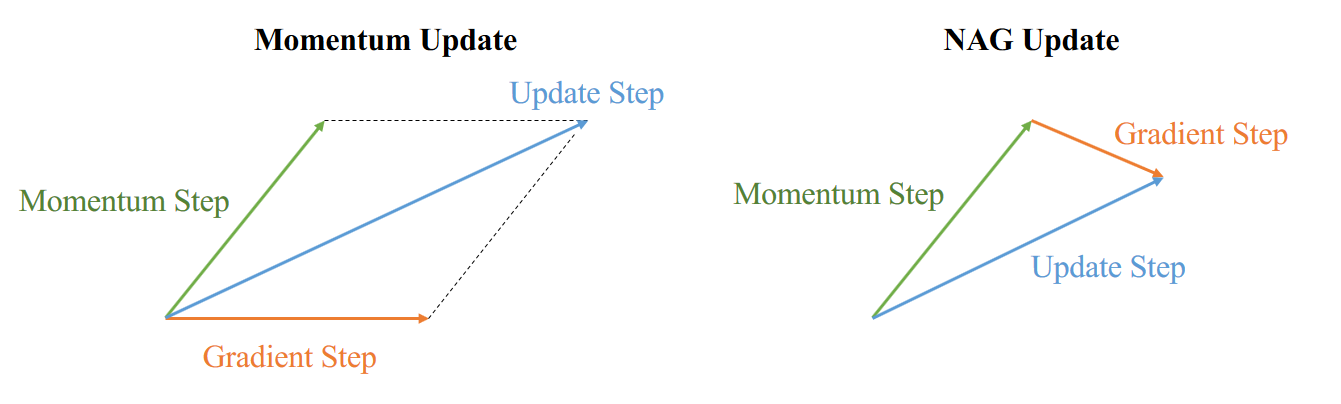 Momentum Update
Update Step
Momentum Step
Gradient Step
NAG Update
Gradient Step
Momentum Step
Update Step